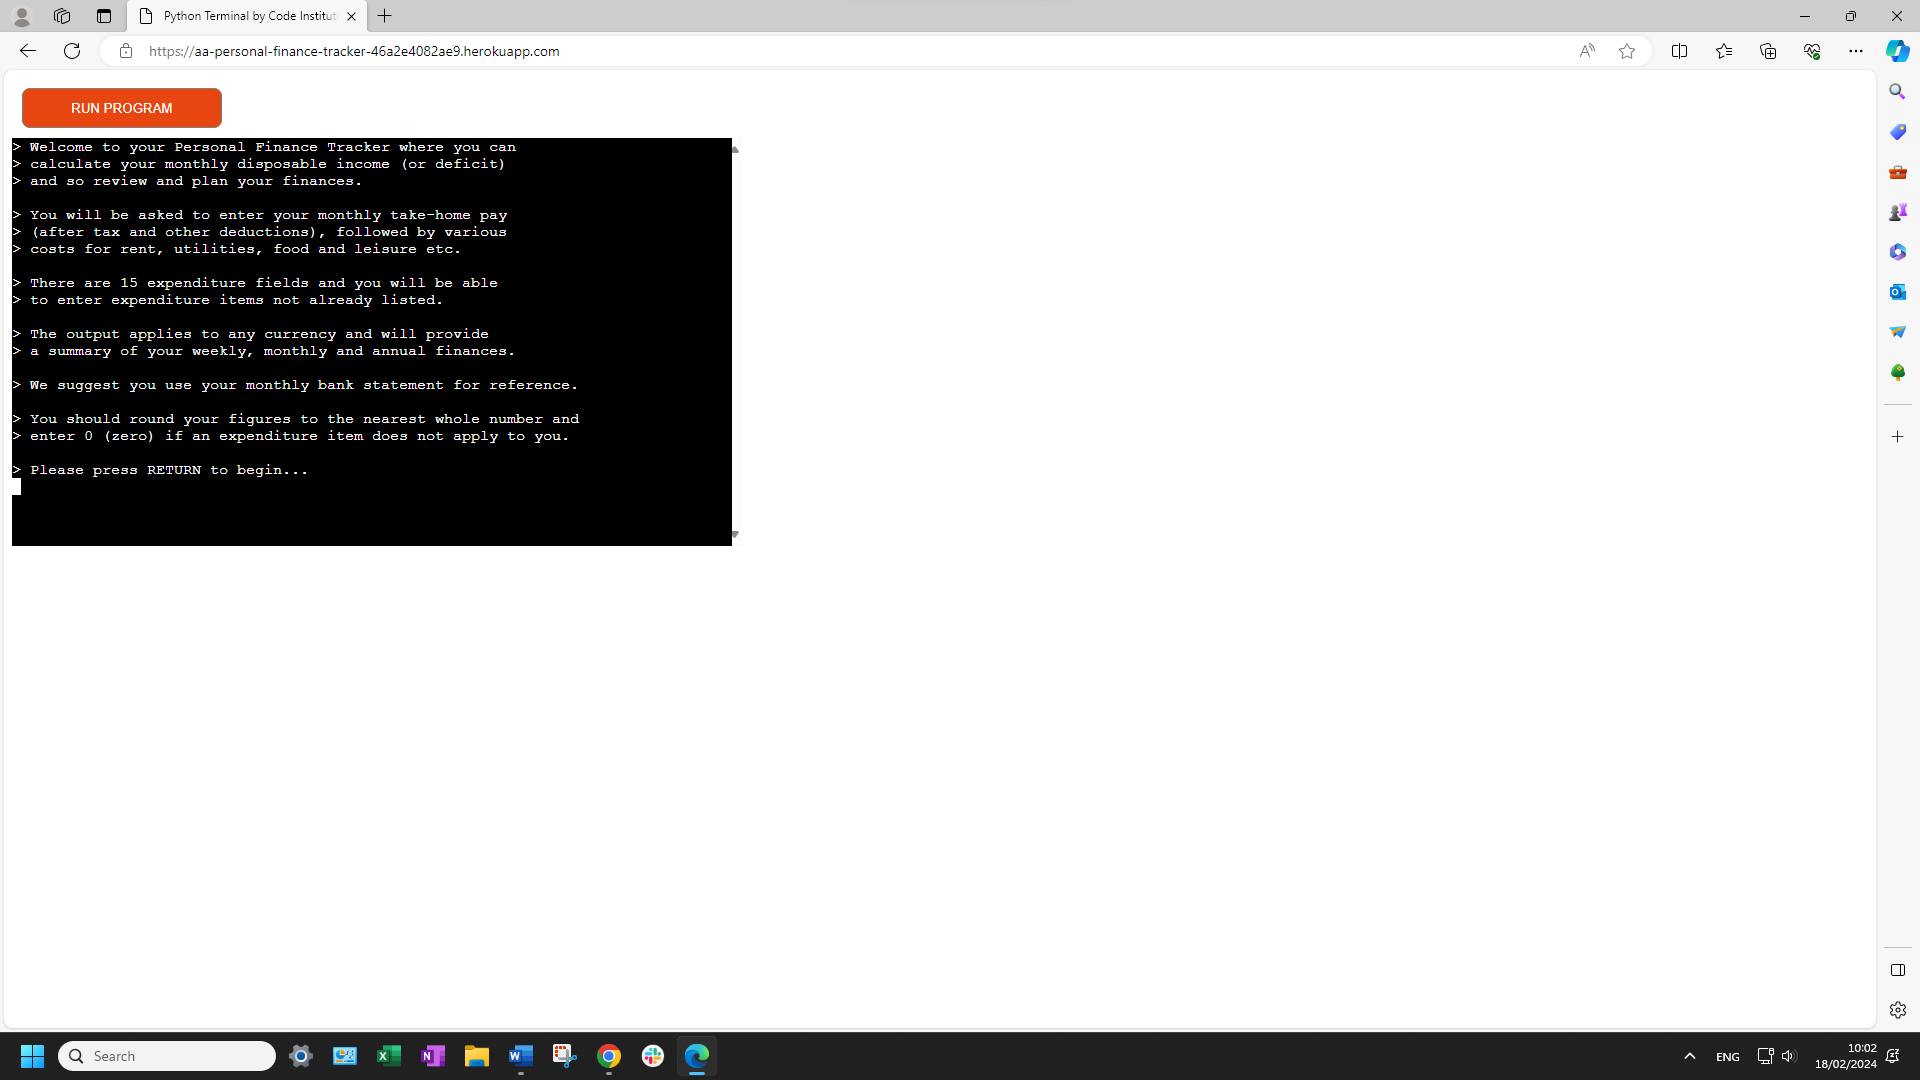 Python Terminal by Code Institut
https://aa-personal-finance-tracker-46a2e4082ae9.herokuapp.com
RUN PROGRAM
> Welcome to your Personal Finance Tracker where you can
> calculate your monthly disposable income (or deficit)
> and so review and plan your finances.
> You will be asked to enter your monthly take-home pay
> (after tax and other deductions), followed by various
> costs for rent, utilities, food and leisure etc.
> There are 15 expenditure fields and you will be able
> to enter expenditure items not already listed.
> The output applies to any currency and will provide
> a summary of your weekly, monthly and annual finances.
> We suggest you use your monthly bank statement for reference.
> You should round your figures to the nearest whole number and
> enter 0 (zero) if an expenditure item does not apply to you.
> Please press RETURN to begin...
Search
ENG
10:02
18/02/2024